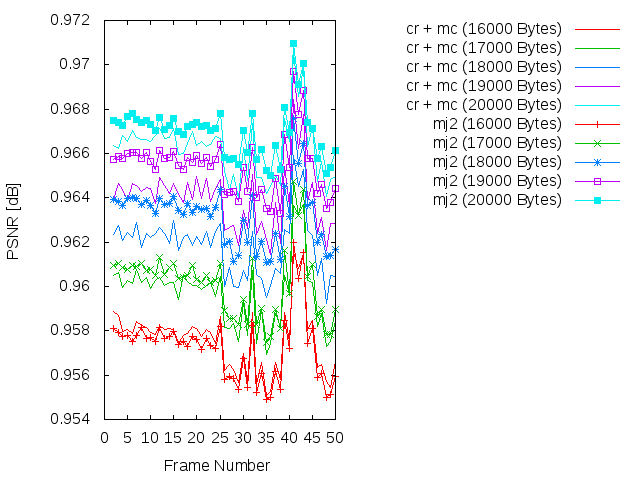 0.972
0.97
0.968
0.966
0.964
0.962
0.96
0.958
0.956
0.954
PSNR [dB]
0 5 10 15 20 25 30 35 40 45 50
Frame Number
cr + mc (16000 Bytes)
cr + mc (17000 Bytes)
cr + mc (18000 Bytes)
cr + mc (19000 Bytes)
cr + mc (20000 Bytes)
mj2 (16000 Bytes)
mj2 (17000 Bytes)
mj2 (18000 Bytes)
mj2 (19000 Bytes)
mj2 (20000 Bytes)